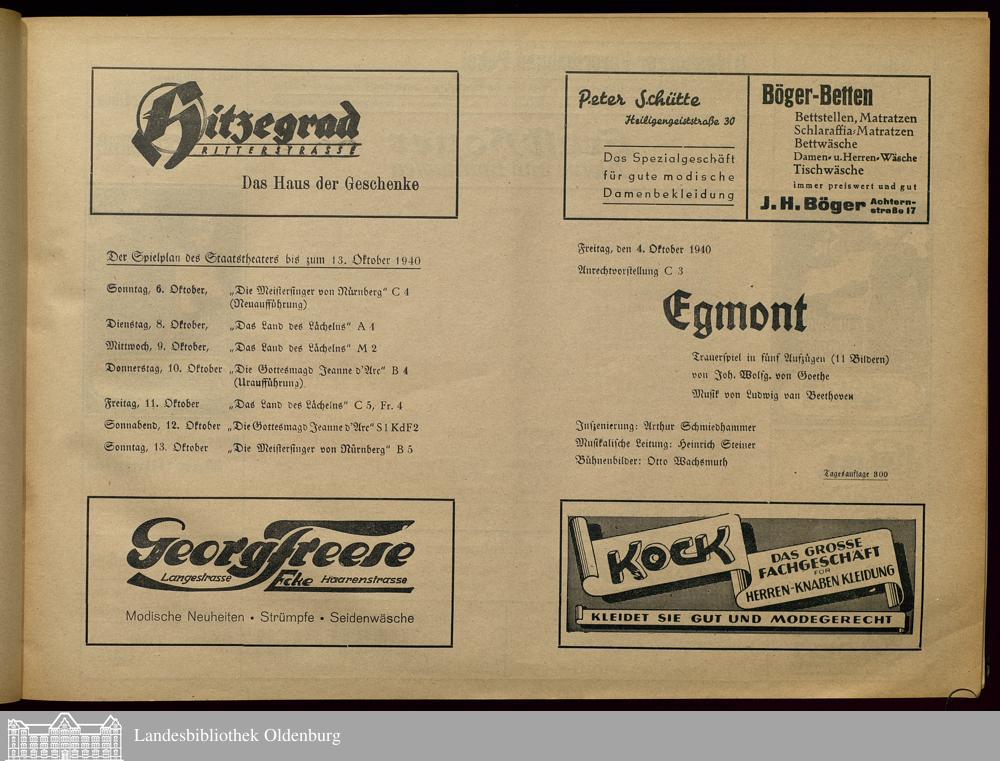 Hitzegrad
RITTERSTRASSE
Das Haus der Geschenke
Der Spielplan des Staatstheaters bis zum 13. Oktober 1940
Sonntag, 6. Oktober, „Die Meistersinger von Nürnberg“ C 4
(Neuaufführung)
Dienstag, 8. Oktober, „Das Land des Lächelns“ A 4
Mittwoch, 9. Oktober, „Das Land des Lächelns“ M 2
Donnerstag, 10. Oktober „Die Gottesmagd Jeanne d'Arc“ B 4
(Uraufführung)
Freitag, 11. Oktober „Das Land des Lächelns“ C 5, Fr. 4
Sonnabend, 12. Oktober „Die Gottesmagd Jeanne d'Arc“ S1 KdF2
Sonntag, 13. Oktober „Die Meistersinger von Nürnberg“ B 5
Georg Freese
Langestrasse Ecke Haarenstrasse
Modische Neuheiten • Strümpfe • Seidenwäsche
Peter Schütte
Heiligengeiststraße 30
Das Spezialgeschäft
für gute modische
Damenbekleidung
Böger-Betten
Bettstellen, Matratzen
Schlaraffia-Matratzen
Bettwäsche
Damen- u. Herren-Wäsche
Tischwäsche
immer preiswert und gut
J. H. Böger Achtern-
straße 17
Freitag, den 4. Oktober 1940
Anrechtvorstellung C 3
Egmont
Trauerspiel in fünf Aufzügen (11 Bildern)
von Joh. Wolfg. von Goethe
Musik von Ludwig van Beethoven
Inszenierung: Arthur Schmiedhammer
Musikalische Leitung: Heinrich Steiner
Bühnenbilder: Otto Wachsmuth
Tagesauflage 800
KOCK
DAS GROSSE
FACHGESCHÄFT
FÜR
HERREN-KNABEN KLEIDUNG
KLEIDET SIE GUT UND MODEGERECHT
Landesbibliothek Oldenburg